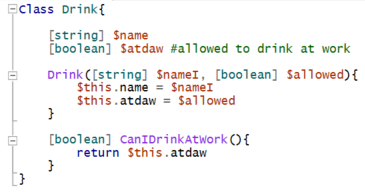 Class Drink{
[string] $name
[boolean] $atdaw #allowed to drink at work
Drink([string] $nameI, [boolean] $allowed){
$this.name = $nameI
$this.atdaw = $allowed
}
[boolean] CanIDrinkAtWork(){
return $this.atdaw
}
}